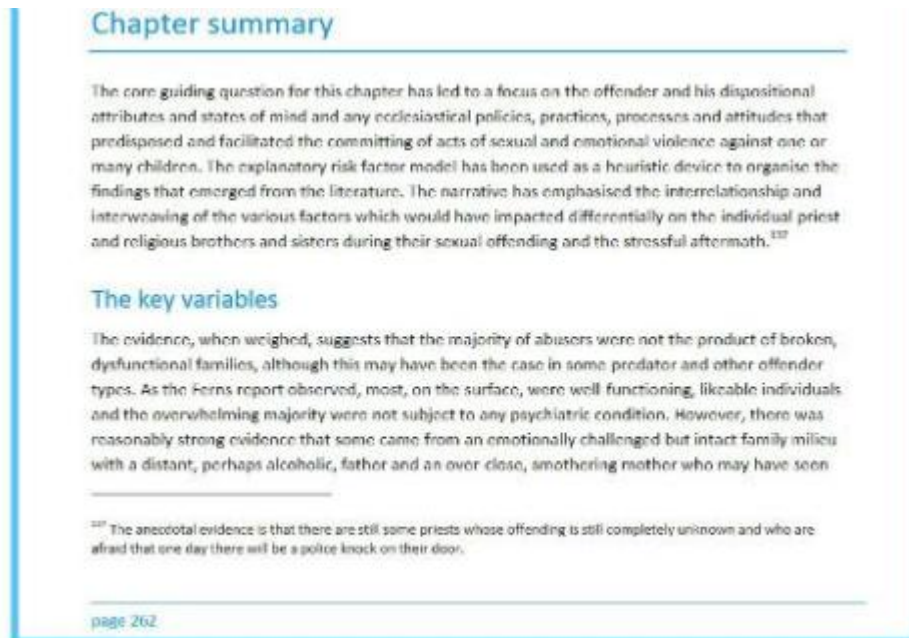 Chapter summary
The core guiding question for this chapter has led to a focus on the offender and his dispositional
attributes and states of mind and any ecclesiastical policies, practices, processes and attitudes that
predisposed and facilitated the committing of acts of sexual and emotional violence against one or
many children. The explanatory risk factor model has been used as a heuristic device to organise the
findings that emerged from the literature. The narrative has emphasised the interrelationship and
interweaving of the various factors which would have impacted differentially on the individual priest
and religious brothers and sisters during their sexual offending and the stressful aftermath.
The key variables
The evidence, when weighed, suggests that the majority of abusers were not the product of broken,
dysfunctional families, although this may have been the case in some predator and other offender
types. As the Ferns report observed, most, on the surface, were well functioning, likeable individuals
and the overwhelming majority were not subject to any psychiatric condition. However, there was
reasonably strong evidence that some came from an emotionally challenged but intact family milieu
with a distant, perhaps alcoholic, father and an over close, smothering mother who may have seen
The anecdotal evidence is that there are still some priests whose offending is still completely unknown and who are
afraid that one day there will be a police knock on their door.
page 262